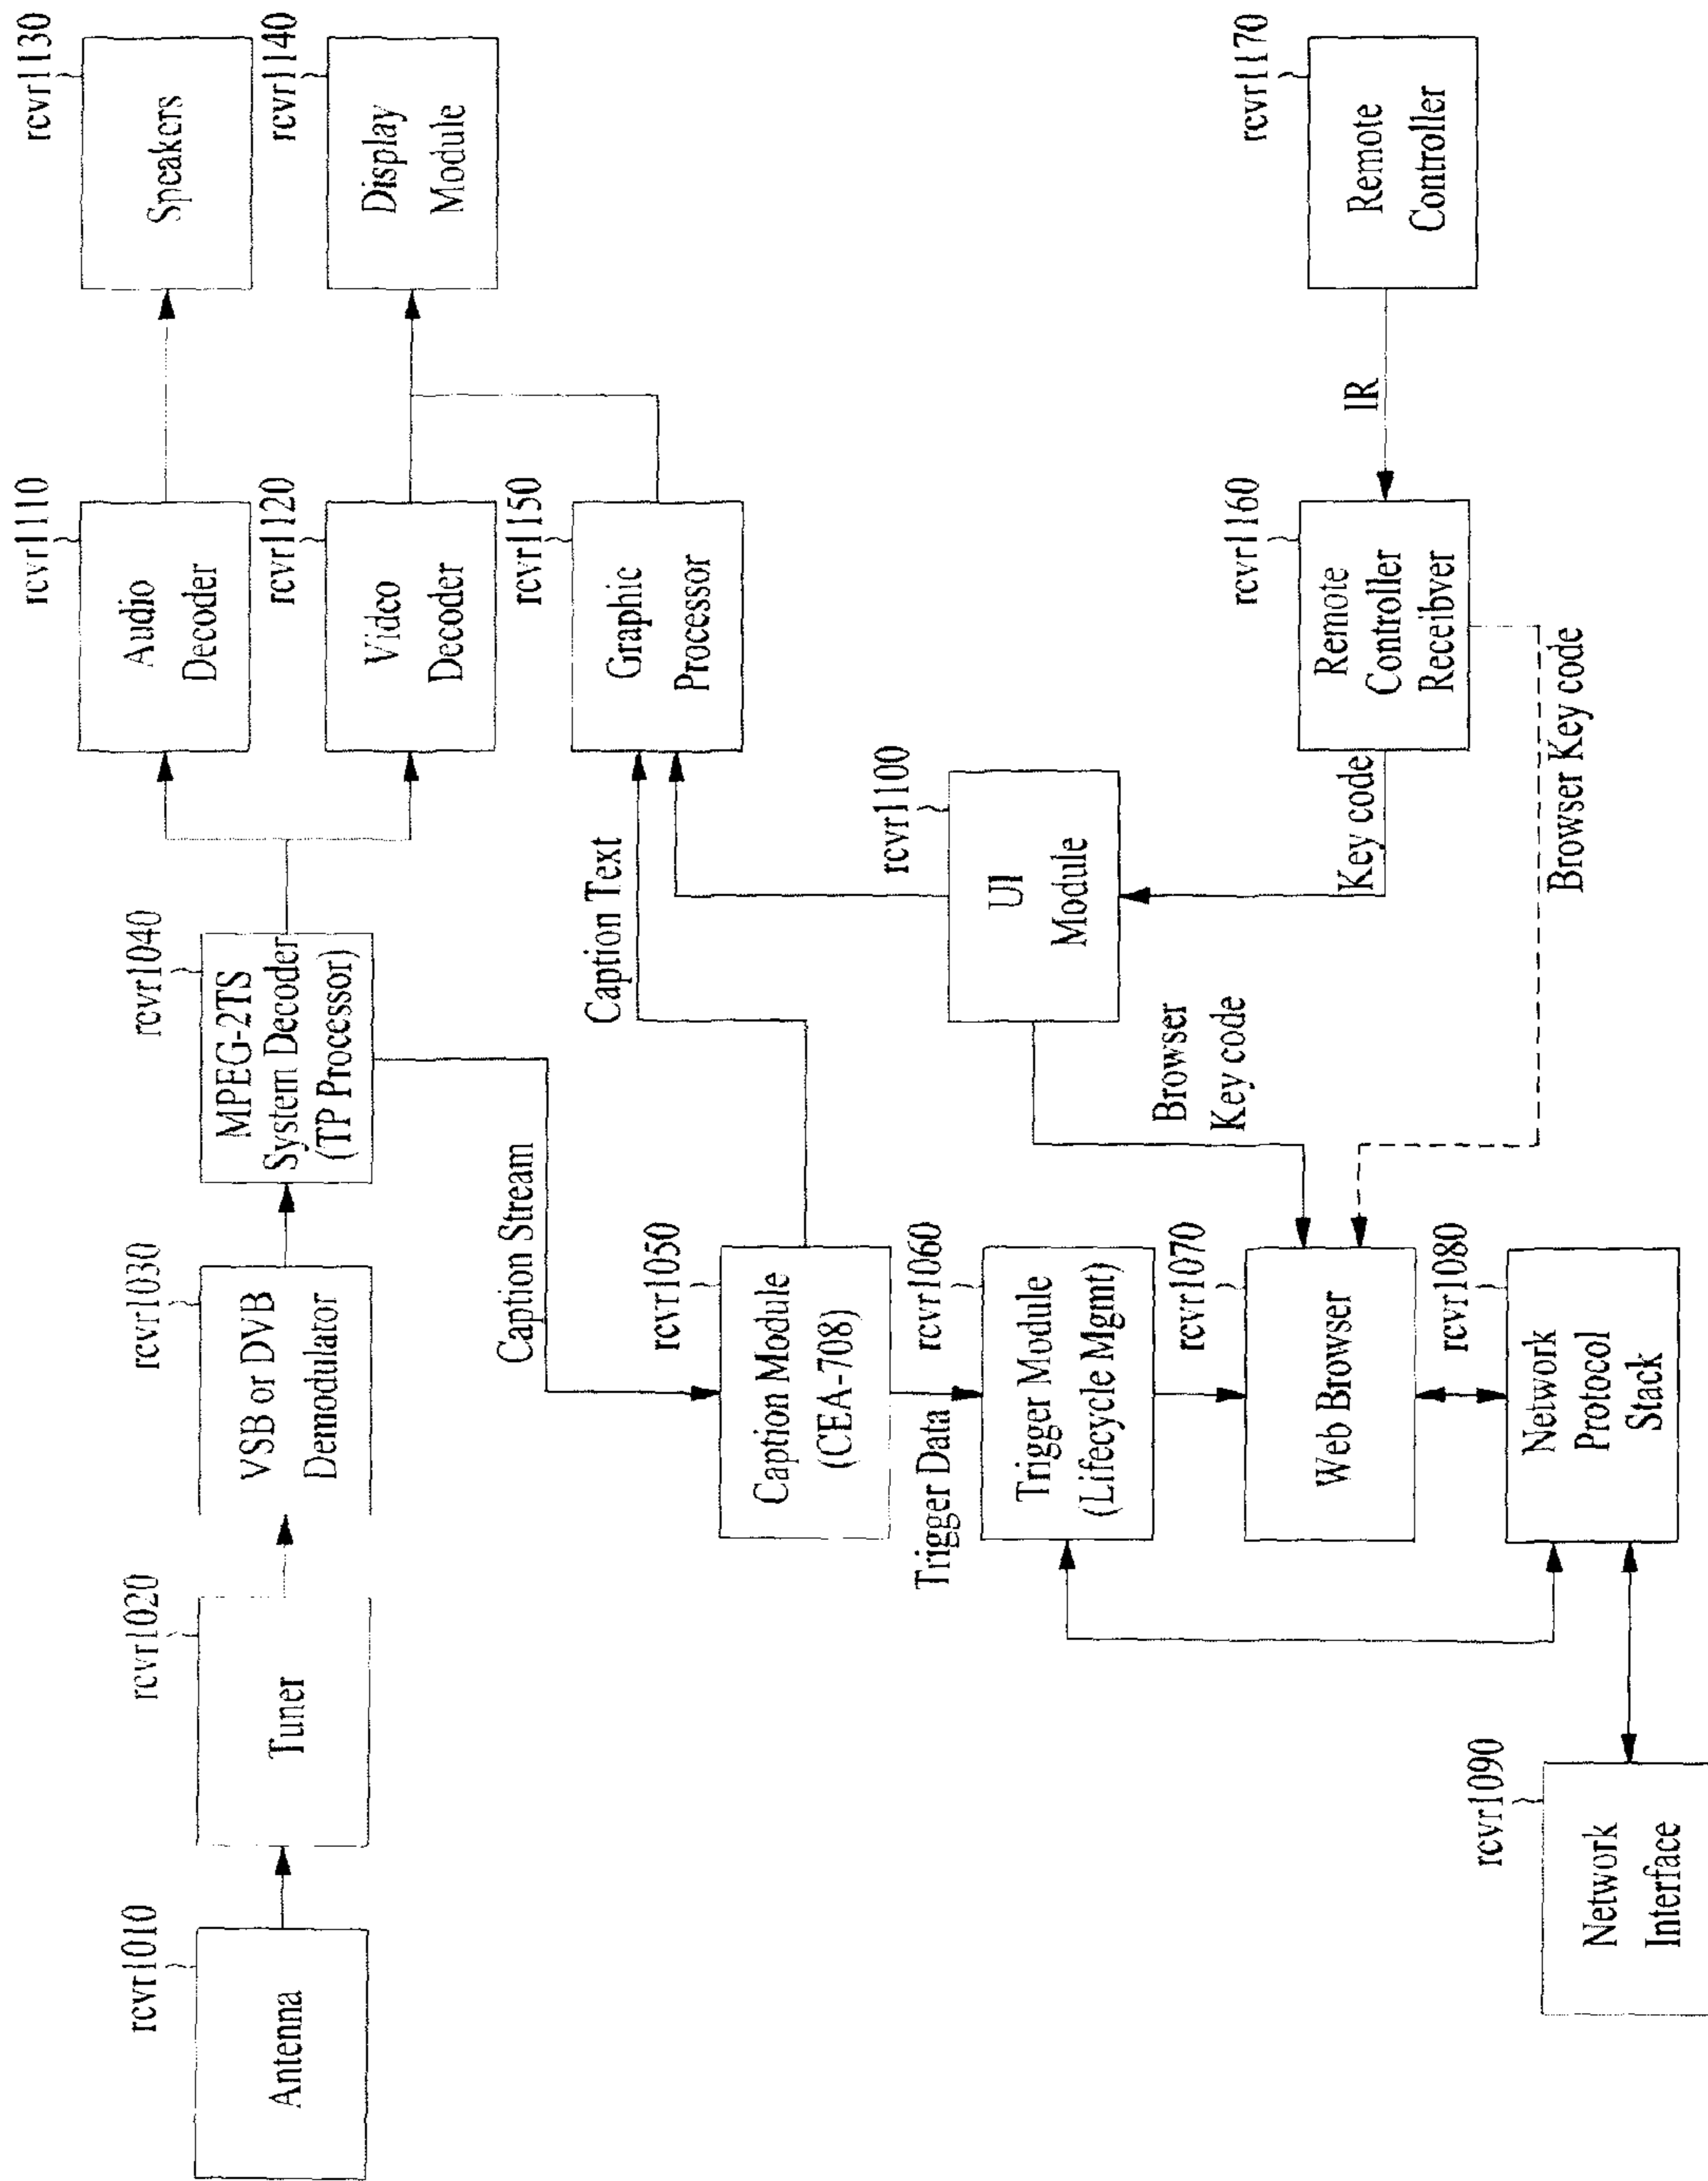 rcvr1010
Antenna
rcvr1020
Tuner
rcvr1030
VSB or DVB
Demodularor
rcvr1040
MPEG-2TS
System Decoder
(TP Processor)
rcvr1110
Audio
Decoder
rcvr1130
Speakers
rcvr1120
Video
Decoder
rcvr1140
Display
Module
rcvr1150
Graphic
Processor
Caption Stream
Caption Text
rcvr1050
Caption Module
(CEA-708)
Trigger Data
rcvr1060
Trigger Module
(Lifecycle Mgmt)
rcvr1100
UI
Module
Browser
Key code
rcvr1070
Web Browser
rcvr1080
Network
Protocol
Stack
rcvr1090
Network
Interface
rcvr1160
Remote
Controller
Receibver
Key code
Browser Key code
IR
rcvr1170
Remote
Controller